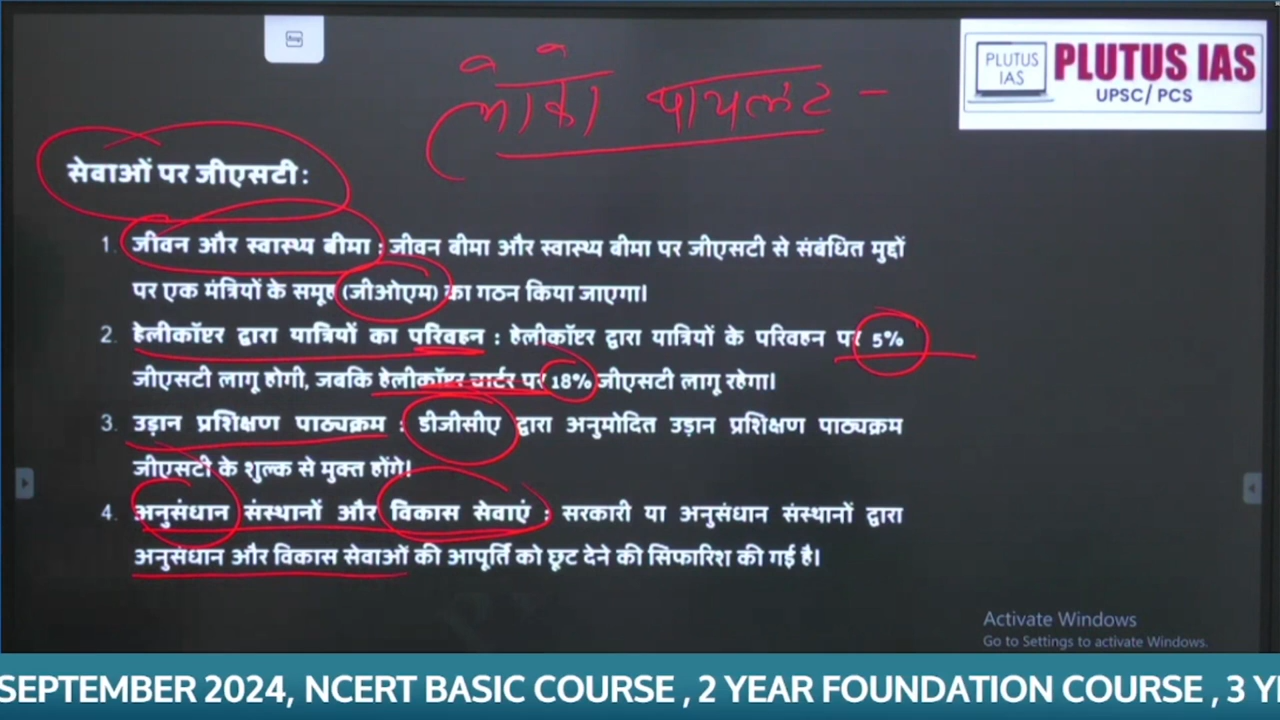 लोको पायलट -
PLUTUS IAS
PLUTUS IAS
UPSC/ PCS
सेवाओं पर जीएसटी:
1. जीवन और स्वास्थ्य बीमा : जीवन बीमा और स्वास्थ्य बीमा पर जीएसटी से संबंधित मुद्दों
पर एक मंत्रियों के समूह (जीओएम) का गठन किया जाएगा।
2. हेलीकॉप्टर द्वारा यात्रियों का परिवहन : हेलीकॉप्टर द्वारा यात्रियों के परिवहन पर 5%
जीएसटी लागू होगी, जबकि हेलीकॉप्टर चार्टर पर 18% जीएसटी लागू रहेगा।
3. उड़ान प्रशिक्षण पाठ्यक्रम : डीजीसीए द्वारा अनुमोदित उड़ान प्रशिक्षण पाठ्यक्रम
जीएसटी के शुल्क से मुक्त होंगे।
4. अनुसंधान संस्थानों और विकास सेवाएं : सरकारी या अनुसंधान संस्थानों द्वारा
अनुसंधान और विकास सेवाओं की आपूर्ति को छूट देने की सिफारिश की गई है।
Activate Windows
Go to Settings to activate Windows.
SEPTEMBER 2024, NCERT BASIC COURSE , 2 YEAR FOUNDATION COURSE , 3 Y